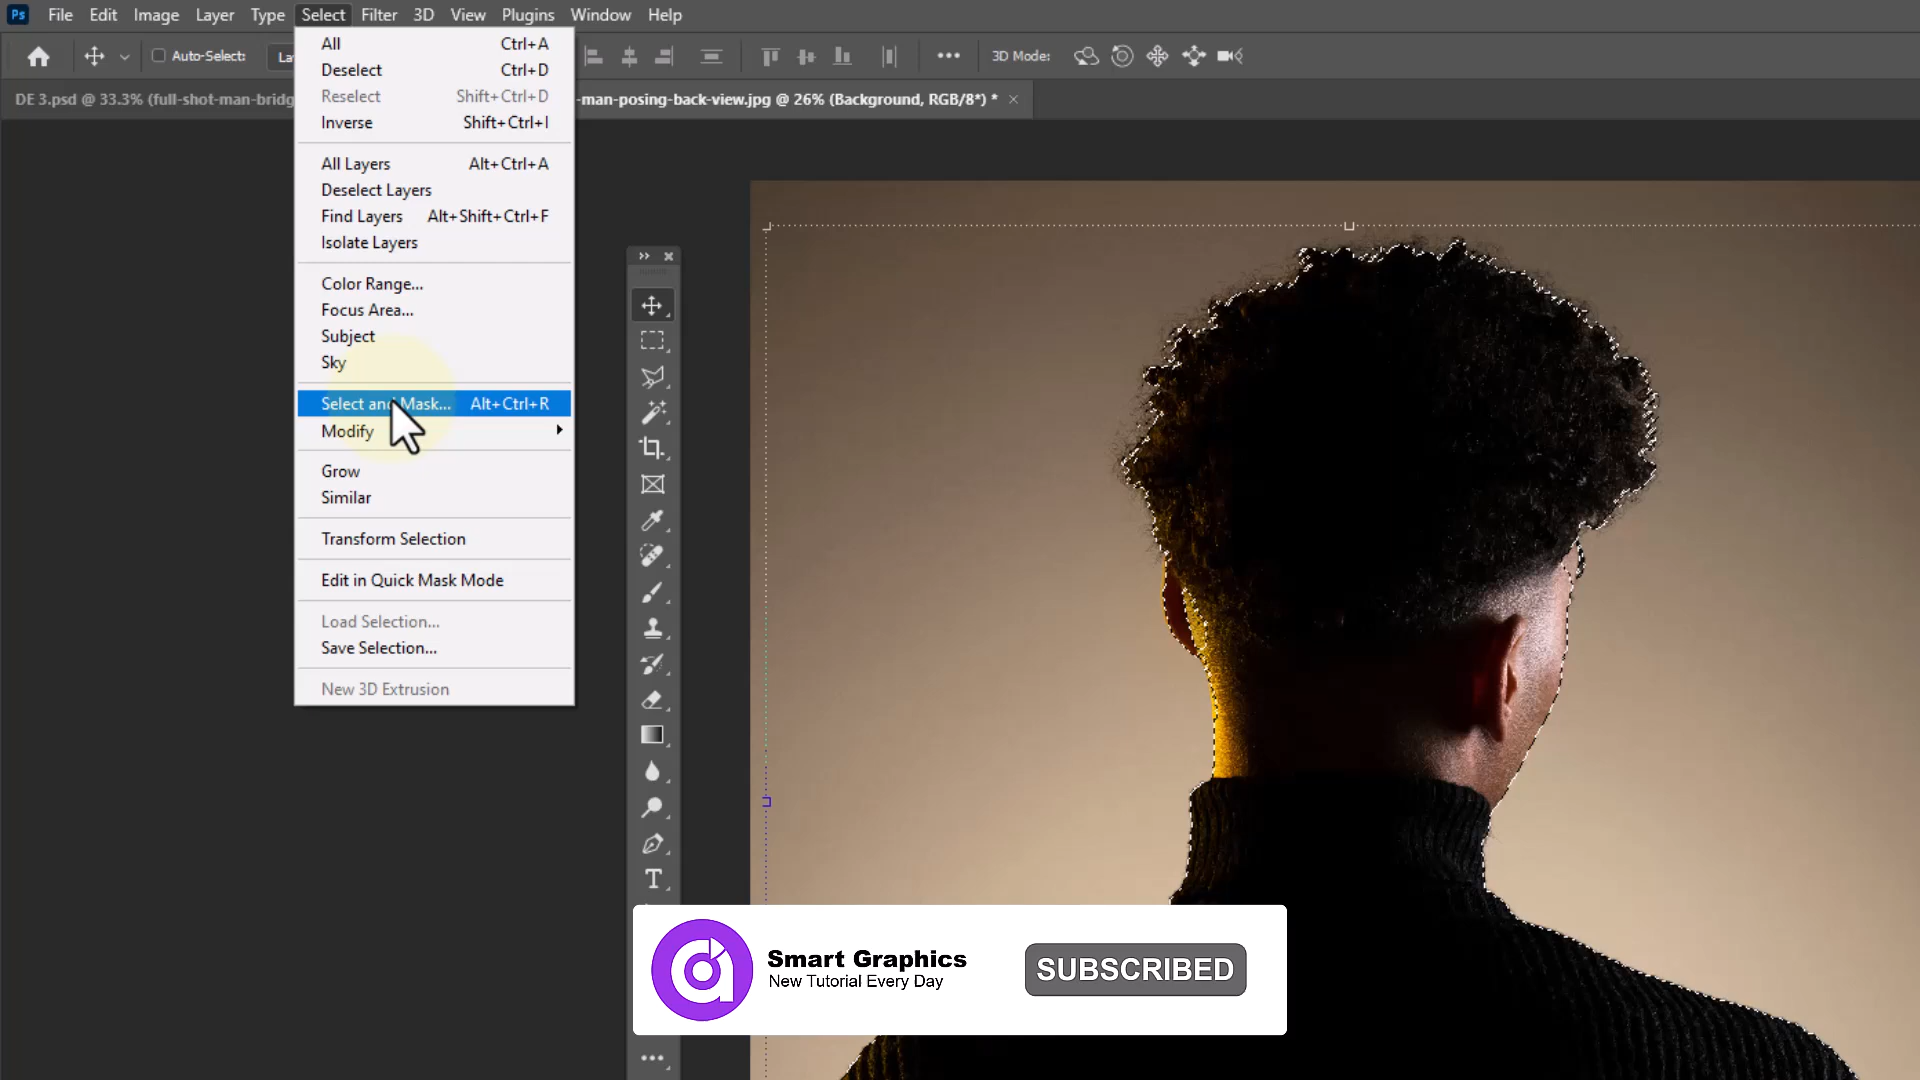 Ps File Edit Image Layer Type Select Filter 3D View Plugins Window Help
Auto-Select: 3D Mode:
DE 3.psd @ 33.3% (full-shot-man-bridg
-man-posing-back-view.jpg @ 26% (Background, RGB/8*) * ×
All Ctrl+A
Deselect Ctrl+D
Reselect Shift+Ctrl+D
Inverse Shift+Ctrl+I
All Layers Alt+Ctrl+A
Deselect Layers
Find Layers Alt+Shift+Ctrl+F
Isolate Layers
Color Range...
Focus Area...
Subject
Sky
Select and Mask... Alt+Ctrl+R
Modify
Grow
Similar
Transform Selection
Edit in Quick Mask Mode
Load Selection...
Save Selection...
New 3D Extrusion
Smart Graphics
New Tutorial Every Day
SUBSCRIBED